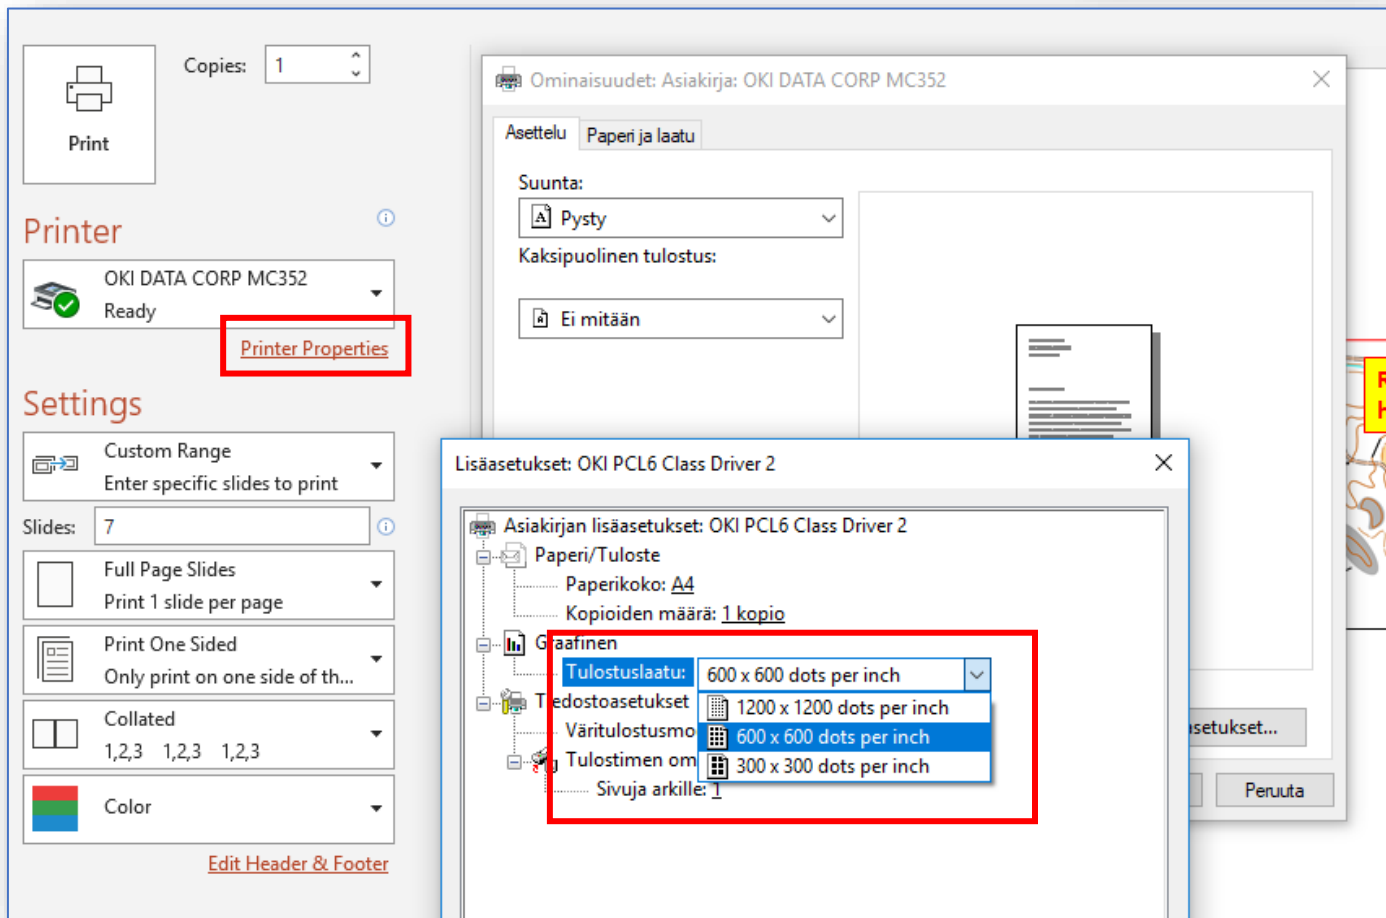 Copies: 1
Print
Printer
OKI DATA CORP MC352
Ready
Printer Properties
Settings
Custom Range
Enter specific slides to print
Slides: 7
Full Page Slides
Print 1 slide per page
Print One Sided
Only print on one side of th...
Collated
1,2,3 1,2,3 1,2,3
Color
Edit Header & Footer
Ominaisuudet: Asiakirja: OKI DATA CORP MC352
Asettelu Paperi ja laatu
Suunta:
Pysty
Kaksipuolinen tulostus:
Ei mitään
asetukset...
Peruuta
Lisäasetukset: OKI PCL6 Class Driver 2
Asiakirjan lisäasetukset: OKI PCL6 Class Driver 2
Paperi/Tuloste
Paperikoko: A4
Kopioiden määrä: 1 kopio
Graafinen
Tulostuslaatu: 600 x 600 dots per inch
1200 x 1200 dots per inch
600 x 600 dots per inch
300 x 300 dots per inch
Tiedostoasetukset
Väritulostusmo
Tulostimen om
Sivuja arkille: 1